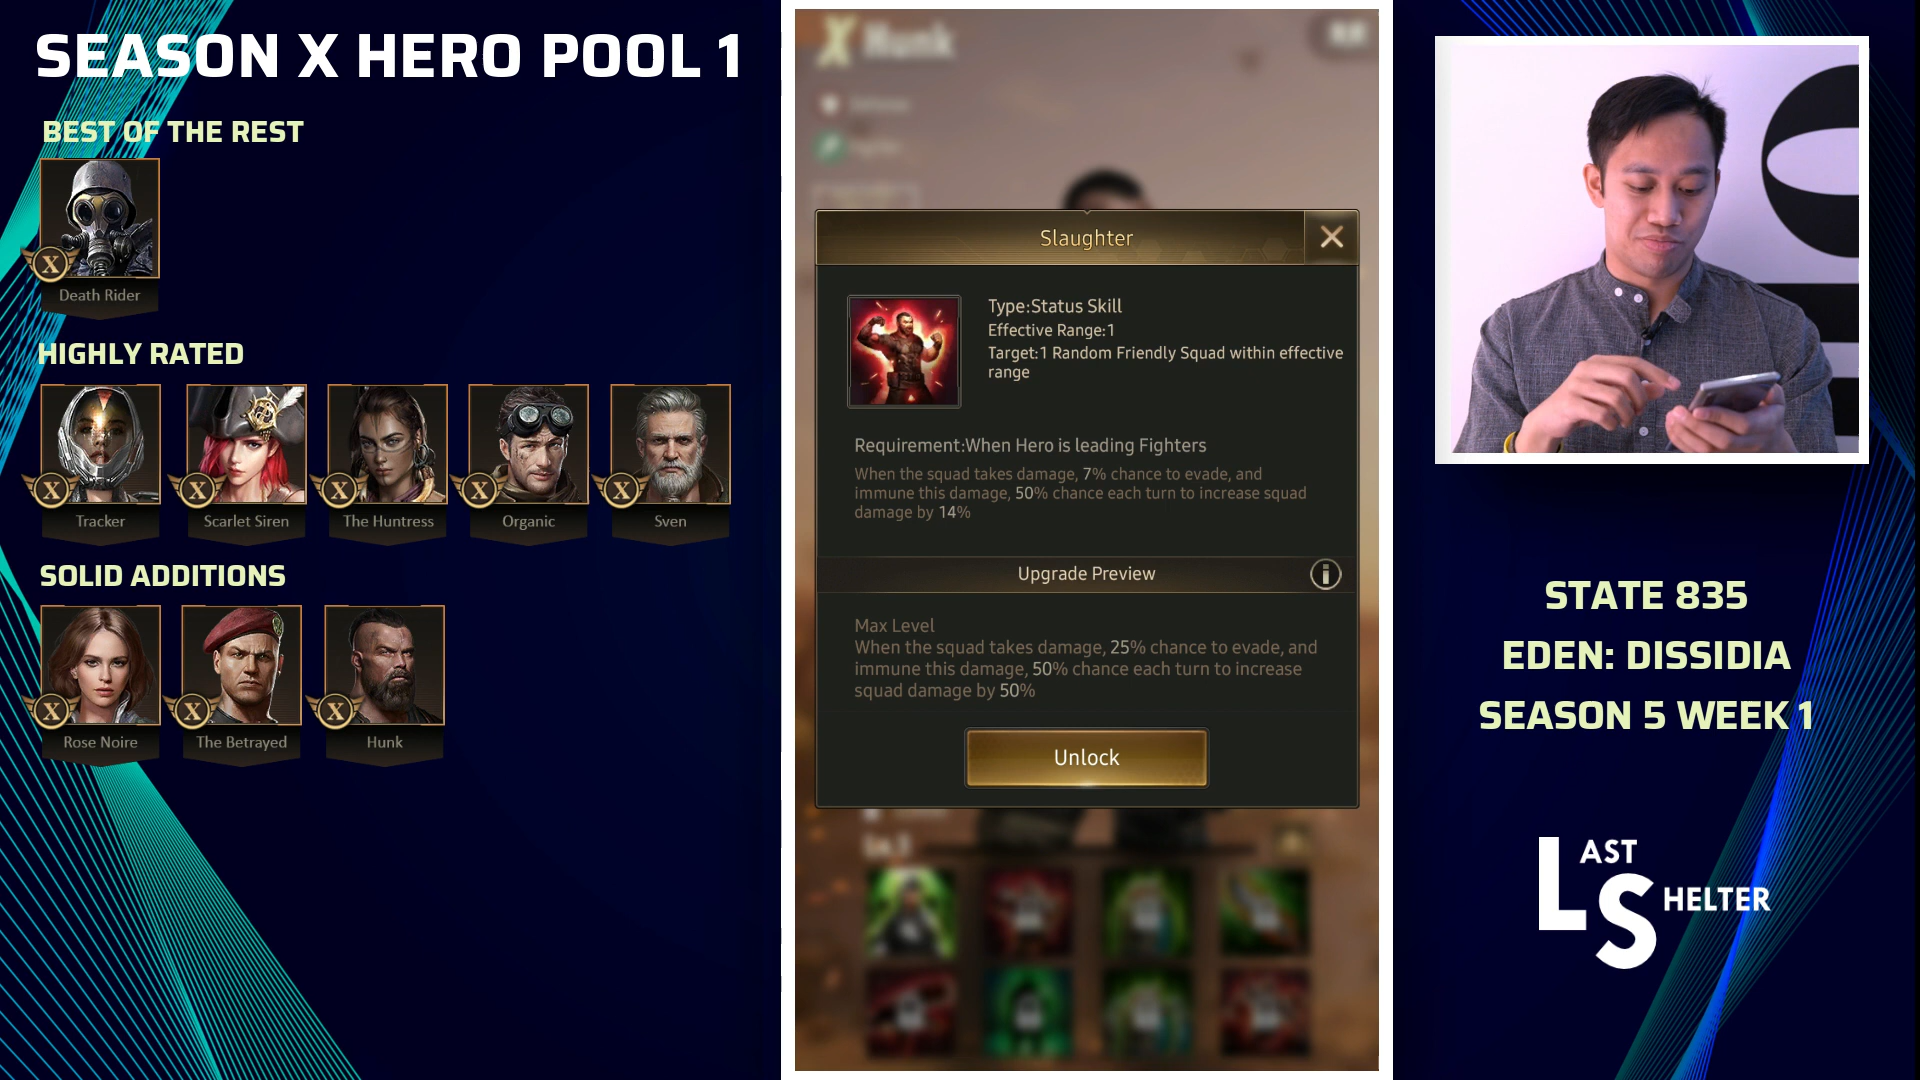 SEASON X HERO POOL 1
BEST OF THE REST
X
Death Rider
HIGHLY RATED
X
Tracker
X
Scarlet Siren
X
The Huntress
X
Organic
X
Sven
SOLID ADDITIONS
X
Rose Noire
X
The Betrayed
X
Hunk
X Hunk
Slaughter
Type:Status Skill
Effective Range:1
Target:1 Random Friendly Squad within effective
range
Requirement:When Hero is leading Fighters
When the squad takes damage, 7% chance to evade, and
immune this damage, 50% chance each turn to increase squad
damage by 14%
Upgrade Preview
Max Level
When the squad takes damage, 25% chance to evade, and
immune this damage, 50% chance each turn to increase
squad damage by 50%
Unlock
STATE 835
EDEN: DISSIDIA
SEASON 5 WEEK 1
LAST
SHELTER